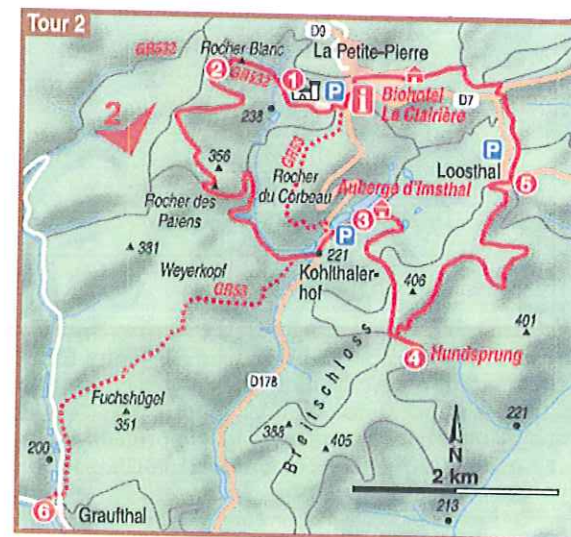 Tour 2
D9
GR532
Rocher Blanc
La Petite-Pierre
2
GR532
1
P
i
Biohotel
La Clairière
D7
2
238
GR53
P
Loosthal
356
Rocher
du Corbeau
Auberge d'Imsthal
5
Rocher des
Païens
3
P
381
221
Weyerkopf
Kohlthaler-
hof
406
GR53
401
4
Hundsprung
Breitschloss
D178
Fuchshügel
351
388
405
221
N
200
2 km
6
Graufthal
213